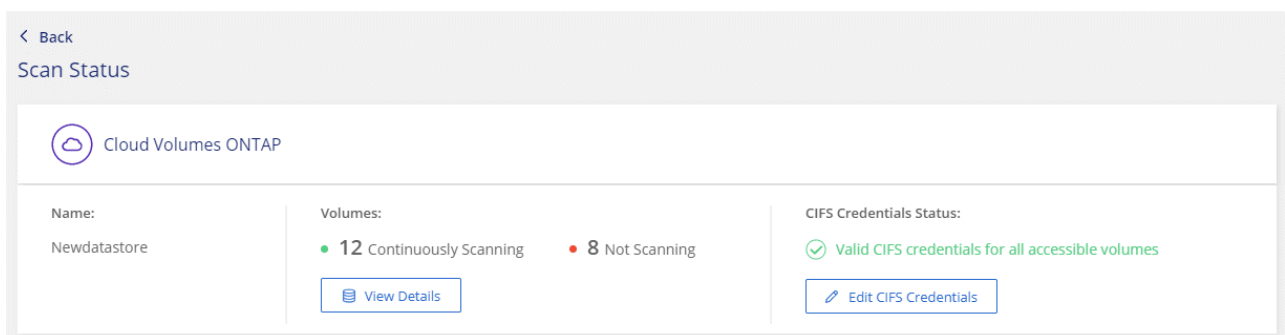 Back
Scan Status
Cloud Volumes ONTAP
Name:
Newdatastore
Volumes:
12 Continuously Scanning
8 Not Scanning
View Details
CIFS Credentials Status:
Valid CIFS credentials for all accessible volumes
Edit CIFS Credentials